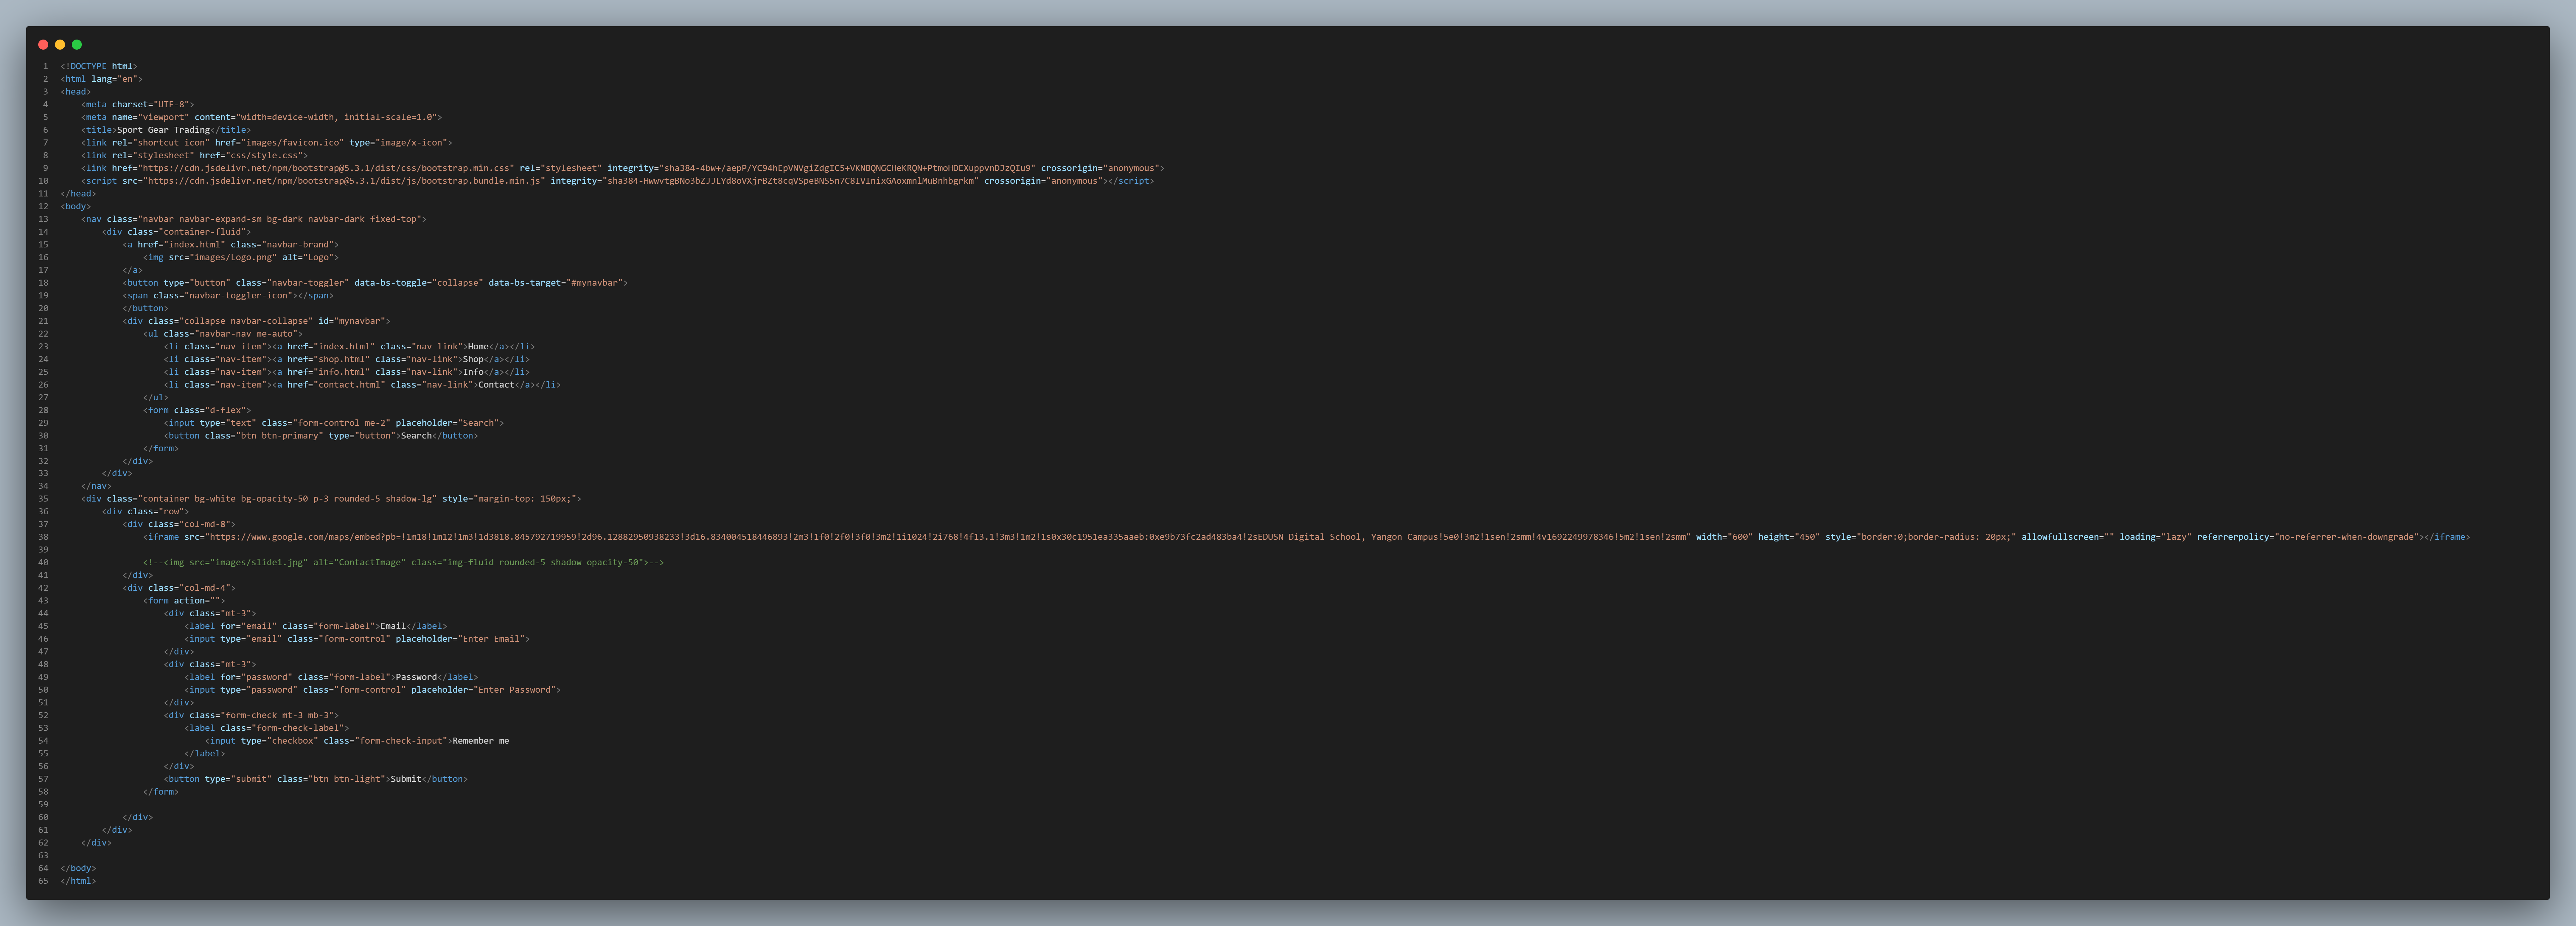 1 <!DOCTYPE html>
2 <html lang="en">
3 <head>
4     <meta charset="UTF-8">
5     <meta name="viewport" content="width=device-width, initial-scale=1.0">
6     <title>Sport Gear Trading</title>
7     <link rel="shortcut icon" href="images/favicon.ico" type="image/x-icon">
8     <link rel="stylesheet" href="css/style.css">
9     <link href="https://cdn.jsdelivr.net/npm/bootstrap@5.3.1/dist/css/bootstrap.min.css" rel="stylesheet" integrity="sha384-4bw+/aepP/YC94hEpVNVgiZdgIC5+VKNBQNGCHeKRQN+PtmoHDEXuppvnDJzQIu9" crossorigin="anonymous">
10     <script src="https://cdn.jsdelivr.net/npm/bootstrap@5.3.1/dist/js/bootstrap.bundle.min.js" integrity="sha384-HwwvtgBNo3bZJJLYd8oVXjrBZt8cqVSpeBNS5n7C8IVInixGAoxmnlMuBnhbgrkm" crossorigin="anonymous"></script>
11 </head>
12 <body>
13     <nav class="navbar navbar-expand-sm bg-dark navbar-dark fixed-top">
14         <div class="container-fluid">
15             <a href="index.html" class="navbar-brand">
16                 <img src="images/Logo.png" alt="Logo">
17             </a>
18             <button type="button" class="navbar-toggler" data-bs-toggle="collapse" data-bs-target="#mynavbar">
19             <span class="navbar-toggler-icon"></span>
20             </button>
21             <div class="collapse navbar-collapse" id="mynavbar">
22                 <ul class="navbar-nav me-auto">
23                     <li class="nav-item"><a href="index.html" class="nav-link">Home</a></li>
24                     <li class="nav-item"><a href="shop.html" class="nav-link">Shop</a></li>
25                     <li class="nav-item"><a href="info.html" class="nav-link">Info</a></li>
26                     <li class="nav-item"><a href="contact.html" class="nav-link">Contact</a></li>
27                 </ul>
28                 <form class="d-flex">
29                     <input type="text" class="form-control me-2" placeholder="Search">
30                     <button class="btn btn-primary" type="button">Search</button>
31                 </form>
32             </div>
33         </div>
34     </nav>
35     <div class="container bg-white bg-opacity-50 p-3 rounded-5 shadow-lg" style="margin-top: 150px;">
36         <div class="row">
37             <div class="col-md-8">
38                 <iframe src="https://www.google.com/maps/embed?pb=!1m18!1m12!1m3!1d3818.845792719959!2d96.12882950938233!3d16.834004518446893!2m3!1f0!2f0!3f0!3m2!1i1024!2i768!4f13.1!3m3!1m2!1s0x30c1951ea335aaeb:0xe9b73fc2ad483ba4!2sEDUSN Digital School, Yangon Campus!5e0!3m2!1sen!2smm!4v1692249978346!5m2!1sen!2smm" width="600" height="450" style="border:0;border-radius: 20px;" allowfullscreen="" loading="lazy" referrerpolicy="no-referrer-when-downgrade"></iframe>
39
40                 <!--<img src="images/slide1.jpg" alt="ContactImage" class="img-fluid rounded-5 shadow opacity-50">-->
41             </div>
42             <div class="col-md-4">
43                 <form action="">
44                     <div class="mt-3">
45                         <label for="email" class="form-label">Email</label>
46                         <input type="email" class="form-control" placeholder="Enter Email">
47                     </div>
48                     <div class="mt-3">
49                         <label for="password" class="form-label">Password</label>
50                         <input type="password" class="form-control" placeholder="Enter Password">
51                     </div>
52                     <div class="form-check mt-3 mb-3">
53                         <label class="form-check-label">
54                             <input type="checkbox" class="form-check-input">Remember me
55                         </label>
56                     </div>
57                     <button type="submit" class="btn btn-light">Submit</button>
58                 </form>
59
60             </div>
61         </div>
62     </div>
63
64 </body>
65 </html>